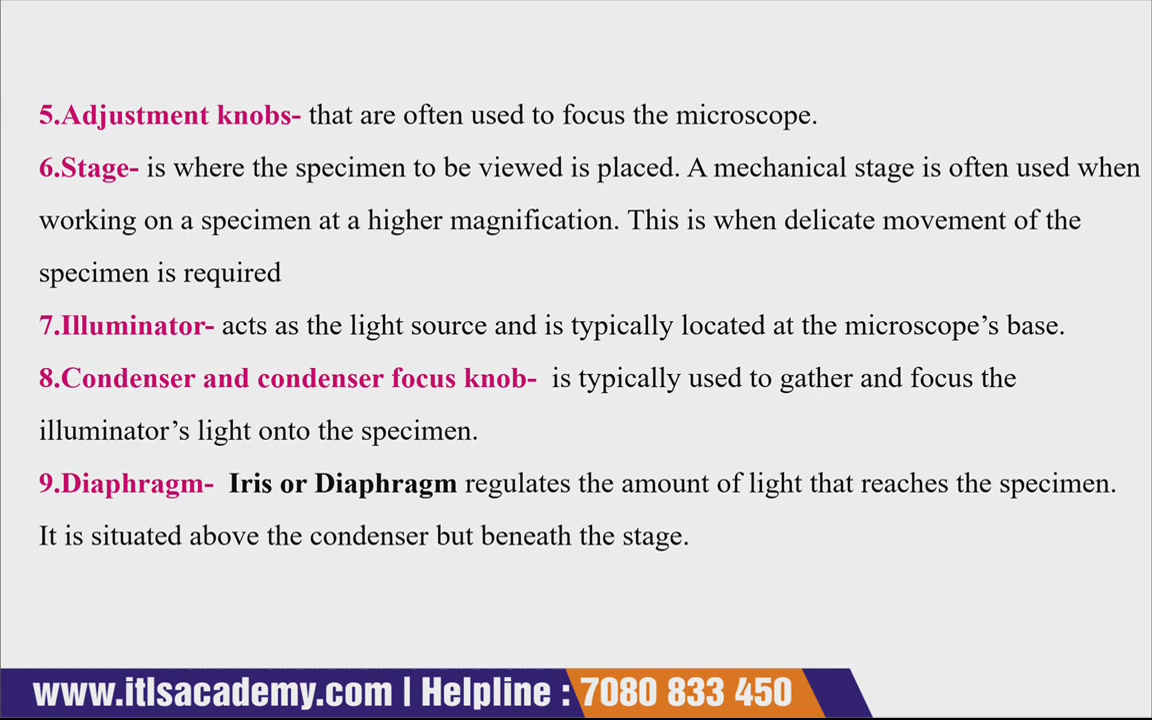 5.Adjustment knobs- that are often used to focus the microscope.
6.Stage- is where the specimen to be viewed is placed. A mechanical stage is often used when
working on a specimen at a higher magnification. This is when delicate movement of the
specimen is required
7.Illuminator- acts as the light source and is typically located at the microscope’s base.
8.Condenser and condenser focus knob- is typically used to gather and focus the
illuminator’s light onto the specimen.
9.Diaphragm- Iris or Diaphragm regulates the amount of light that reaches the specimen.
It is situated above the condenser but beneath the stage.
www.itlsacademy.com | Helpline : 7080 833 450